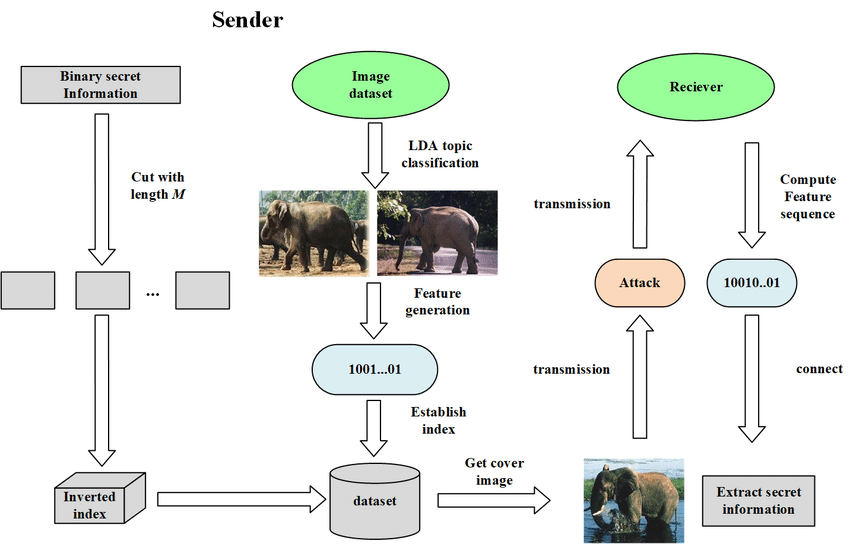 Sender
Binary secret
Information
Cut with
length M
...
Inverted
index
Image
dataset
LDA topic
classification
Feature
generation
1001...01
Establish
index
dataset
Get cover
image
Reciever
transmission
Attack
transmission
Compute
Feature
sequence
10010..01
connect
Extract secret
information